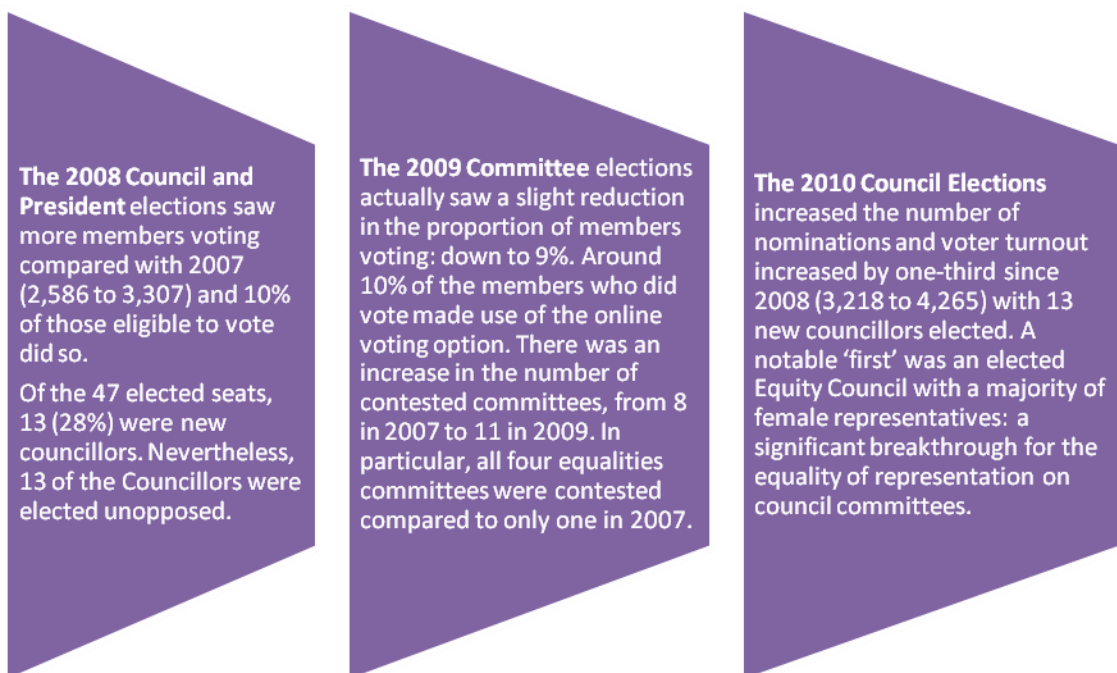 The 2008 Council and
President elections saw
more members voting
compared with 2007
(2,586 to 3,307) and 10%
of those eligible to vote
did so.
Of the 47 elected seats,
13 (28%) were new
councillors. Nevertheless,
13 of the Councillors were
elected unopposed.
The 2009 Committee elections
actually saw a slight reduction
in the proportion of members
voting: down to 9%. Around
10% of the members who did
vote made use of the online
voting option. There was an
increase in the number of
contested committees, from 8
in 2007 to 11 in 2009. In
particular, all four equalities
committees were contested
compared to only one in 2007.
The 2010 Council Elections
increased the number of
nominations and voter turnout
increased by one-third since
2008 (3,218 to 4,265) with 13
new councillors elected. A
notable ‘first’ was an elected
Equity Council with a majority of
female representatives: a
significant breakthrough for the
equality of representation on
council committees.